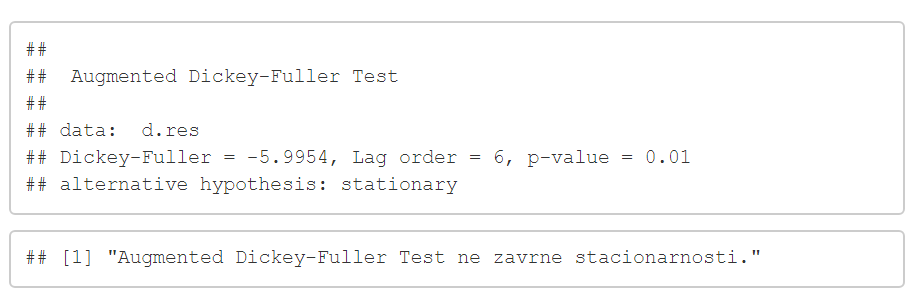 ##
##  Augmented Dickey-Fuller Test
##
## data:  d.res
## Dickey-Fuller = -5.9954, Lag order = 6, p-value = 0.01
## alternative hypothesis: stationary
## [1] "Augmented Dickey-Fuller Test ne zavrne stacionarnosti."